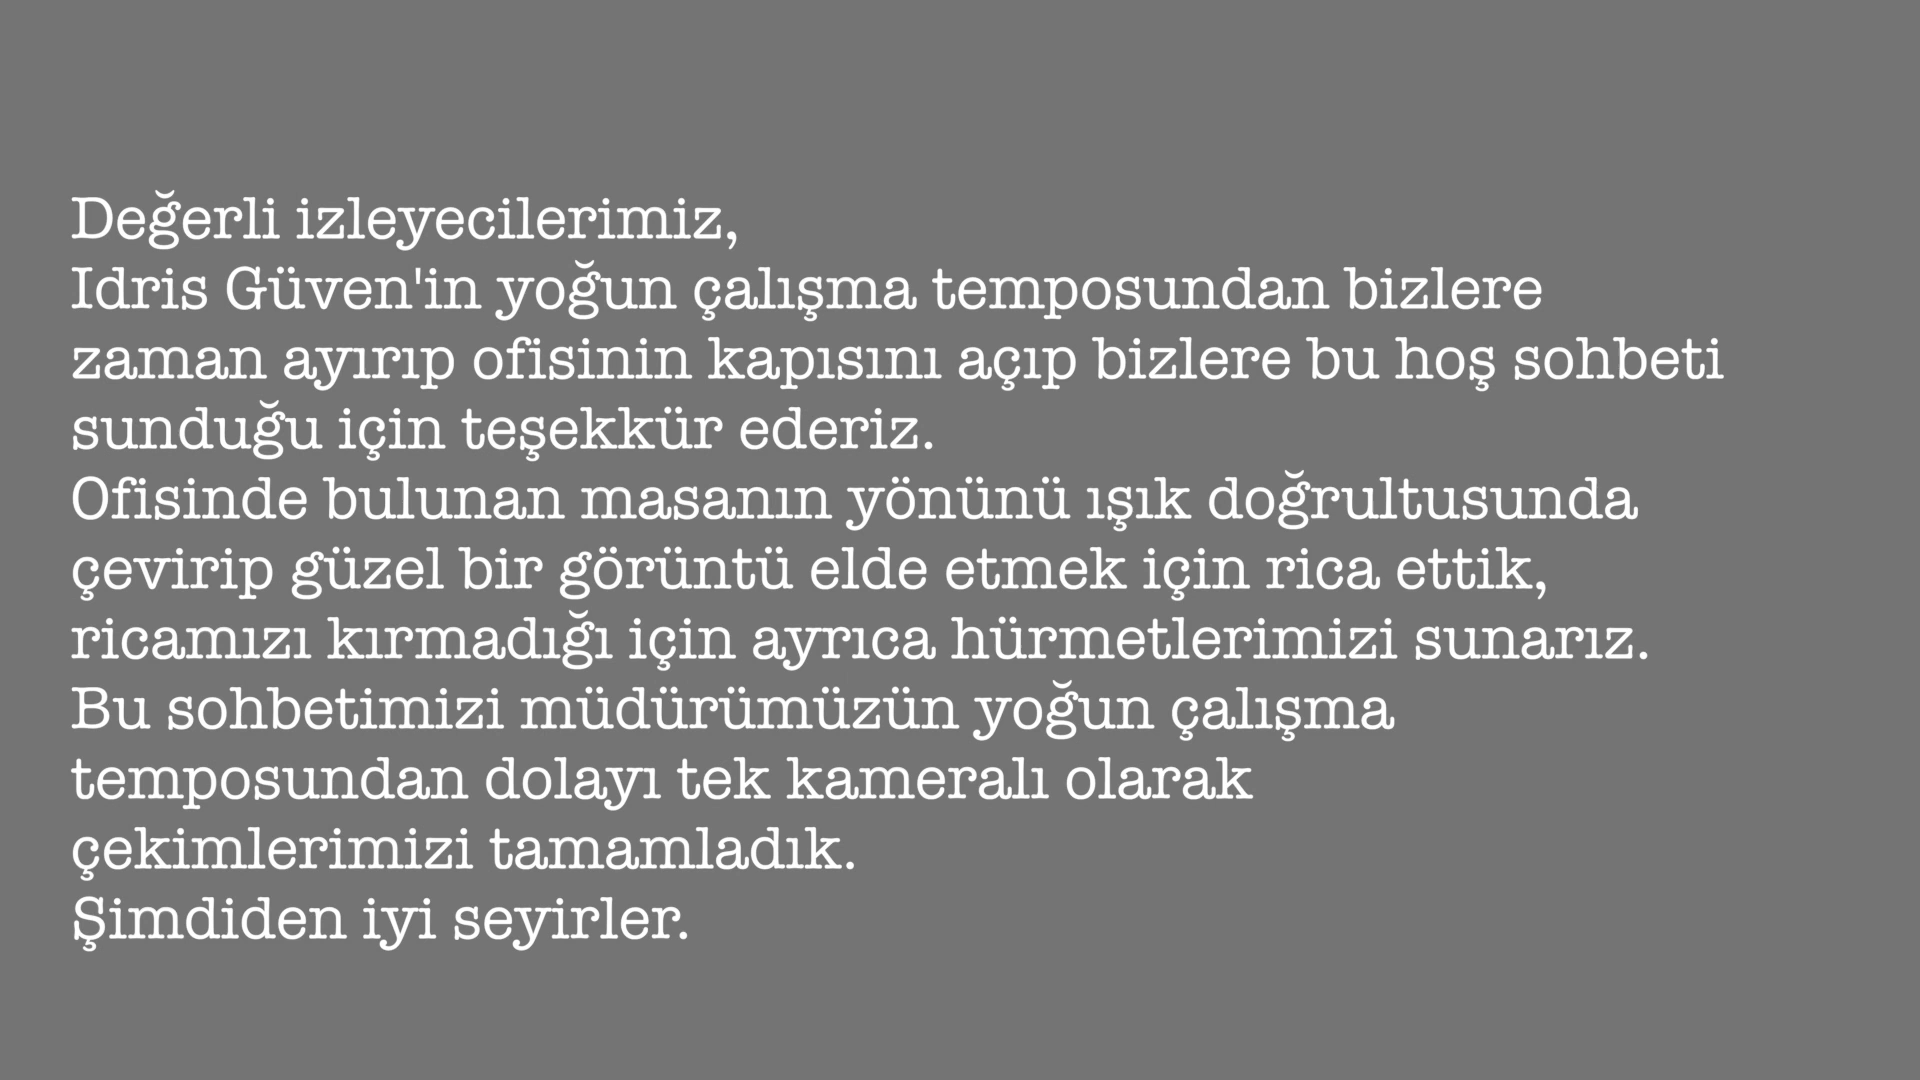 Değerli izleyecilerimiz,
Idris Güven'in yoğun çalışma temposundan bizlere
zaman ayırıp ofisinin kapısını açıp bizlere bu hoş sohbeti
sunduğu için teşekkür ederiz.
Ofisinde bulunan masanın yönünü ışık doğrultusunda
çevirip güzel bir görüntü elde etmek için rica ettik,
ricamızı kırmadığı için ayrıca hürmetlerimizi sunarız.
Bu sohbetimizi müdürümüzün yoğun çalışma
temposundan dolayı tek kameralı olarak
çekimlerimizi tamamladık.
Şimdiden iyi seyirler.